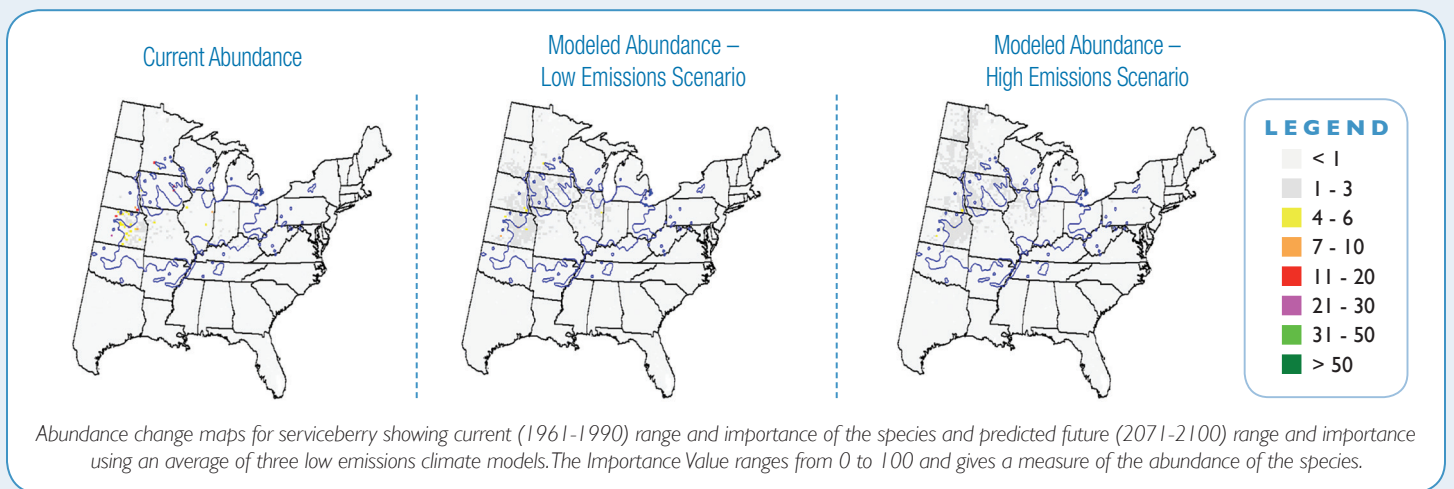 Current Abundance
Modeled Abundance –
Low Emissions Scenario
Modeled Abundance –
High Emissions Scenario
LEGEND
< 1
1 - 3
4 - 6
7 - 10
11 - 20
21 - 30
31 - 50
> 50
Abundance change maps for serviceberry showing current (1961-1990) range and importance of the species and predicted future (2071-2100) range and importance
using an average of three low emissions climate models. The Importance Value ranges from 0 to 100 and gives a measure of the abundance of the species.